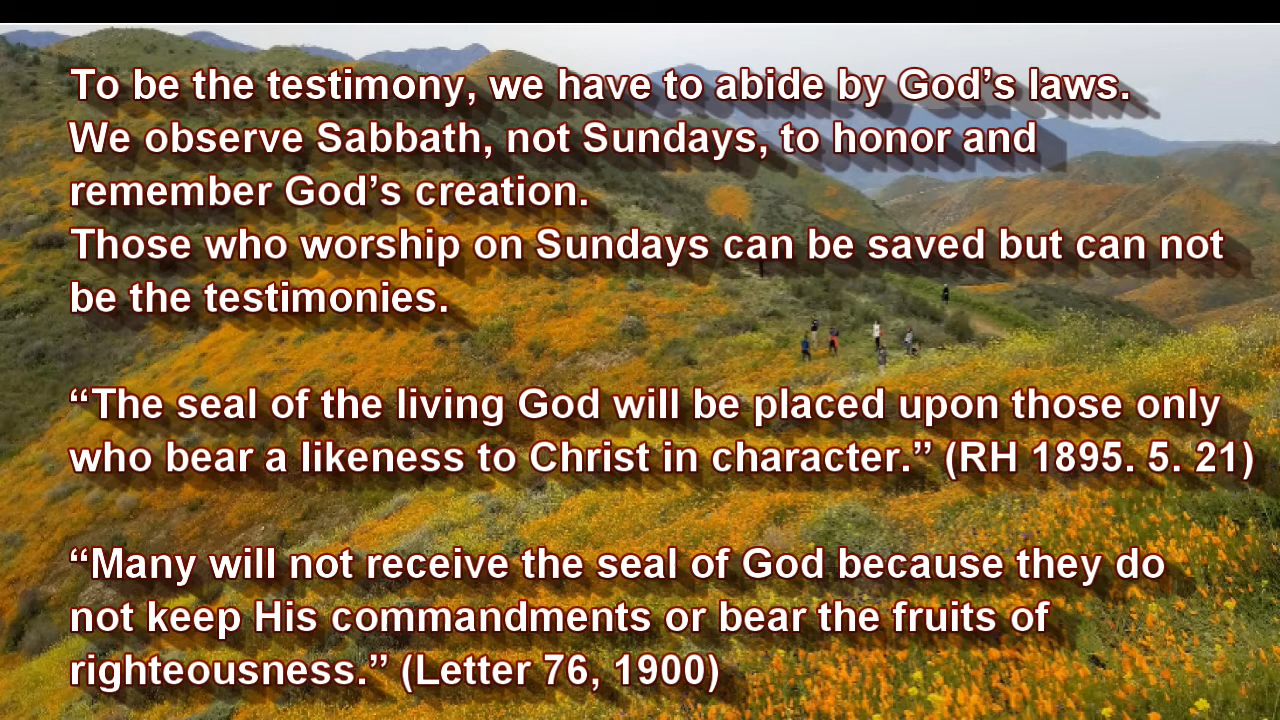 To be the testimony, we have to abide by God’s laws.
We observe Sabbath, not Sundays, to honor and
remember God’s creation.
Those who worship on Sundays can be saved but can not
be the testimonies.
“The seal of the living God will be placed upon those only
who bear a likeness to Christ in character.” (RH 1895. 5. 21)
“Many will not receive the seal of God because they do
not keep His commandments or bear the fruits of
righteousness.” (Letter 76, 1900)